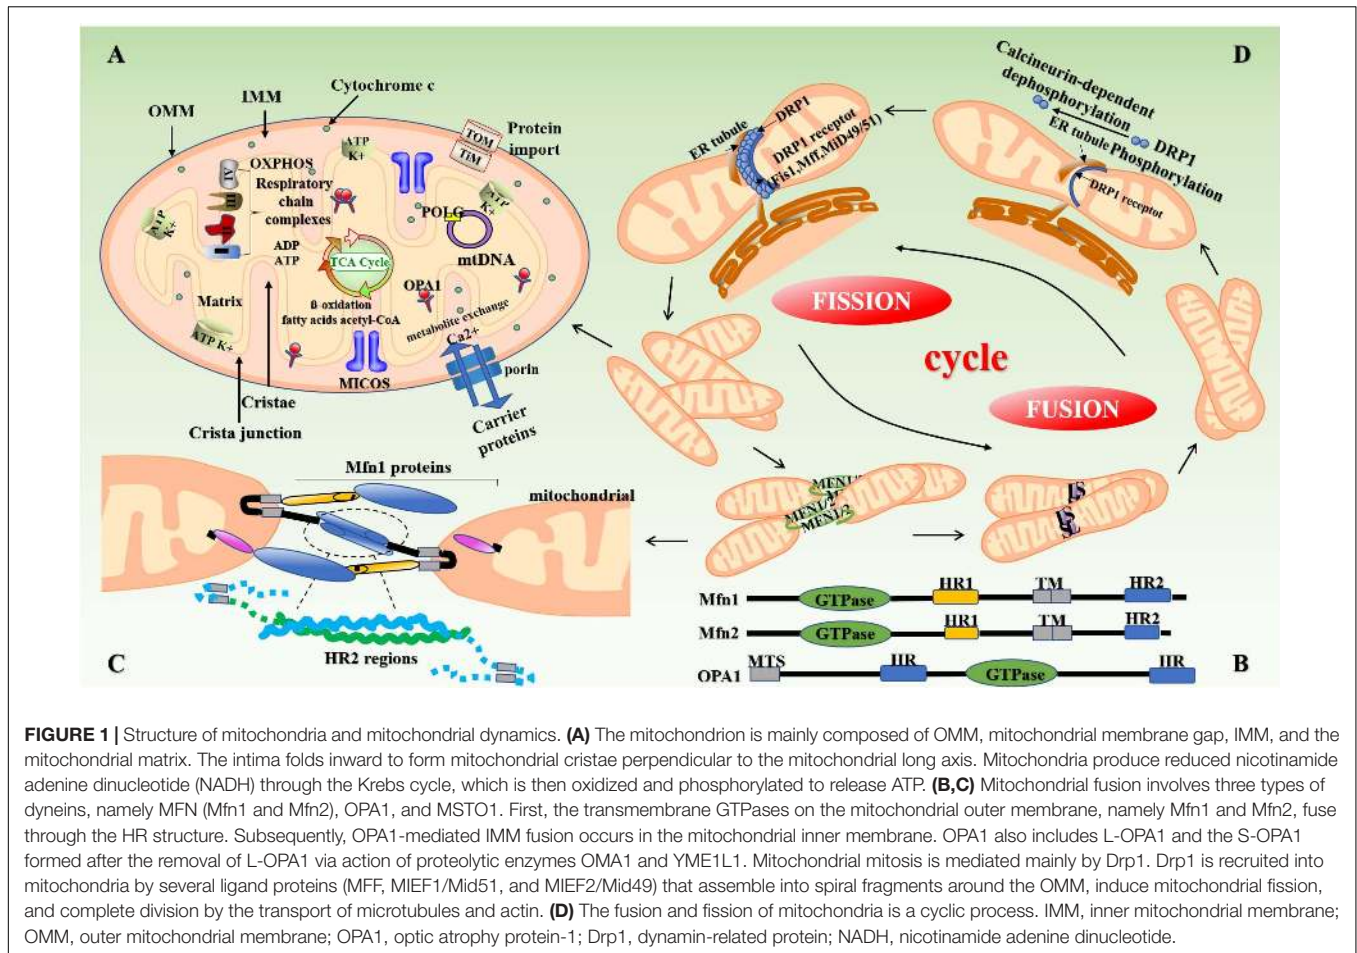 A
OMM
IMM
Cytochrome c
TOM
TiM
Protein
import
ATP
K+
OXPHOS
IV
III
Respiratory
chain
complexes
ATP
K+
ATP
K+
POLG
mtDNA
ADP
ATP
TCA Cycle
OPA1
Matrix
ß-oxidation
fatty acids acetyl-CoA
metabolite exchange
Ca2+
ATP K+
MICOS
porin
Carrier
proteins
Cristae
Crista junction
D
Calcineurin-dependent
dephosphorylation
DRP1
ER tubule
Phosphorylation
DRP1 receptot
ER tubule
DRP1
DRP1 receptot
(Fis1,Mff,MiD49/51)
FISSION
cycle
FUSION
MFN1/2
MFN1/2
Mfn1 proteins
mitochondrial
HR2 regions
C
Mfn1
GTPase
HR1
TM
HR2
Mfn2
GTPase
HR1
TM
HR2
OPA1
MTS
HR
GTPase
HR
B
FIGURE 1 | Structure of mitochondria and mitochondrial dynamics. (A) The mitochondrion is mainly composed of OMM, mitochondrial membrane gap, IMM, and the
mitochondrial matrix. The intima folds inward to form mitochondrial cristae perpendicular to the mitochondrial long axis. Mitochondria produce reduced nicotinamide
adenine dinucleotide (NADH) through the Krebs cycle, which is then oxidized and phosphorylated to release ATP. (B,C) Mitochondrial fusion involves three types of
dyneins, namely MFN (Mfn1 and Mfn2), OPA1, and MSTO1. First, the transmembrane GTPases on the mitochondrial outer membrane, namely Mfn1 and Mfn2, fuse
through the HR structure. Subsequently, OPA1-mediated IMM fusion occurs in the mitochondrial inner membrane. OPA1 also includes L-OPA1 and the S-OPA1
formed after the removal of L-OPA1 via action of proteolytic enzymes OMA1 and YME1L1. Mitochondrial mitosis is mediated mainly by Drp1. Drp1 is recruited into
mitochondria by several ligand proteins (MFF, MIEF1/Mid51, and MIEF2/Mid49) that assemble into spiral fragments around the OMM, induce mitochondrial fission,
and complete division by the transport of microtubules and actin. (D) The fusion and fission of mitochondria is a cyclic process. IMM, inner mitochondrial membrane;
OMM, outer mitochondrial membrane; OPA1, optic atrophy protein-1; Drp1, dynamin-related protein; NADH, nicotinamide adenine dinucleotide.